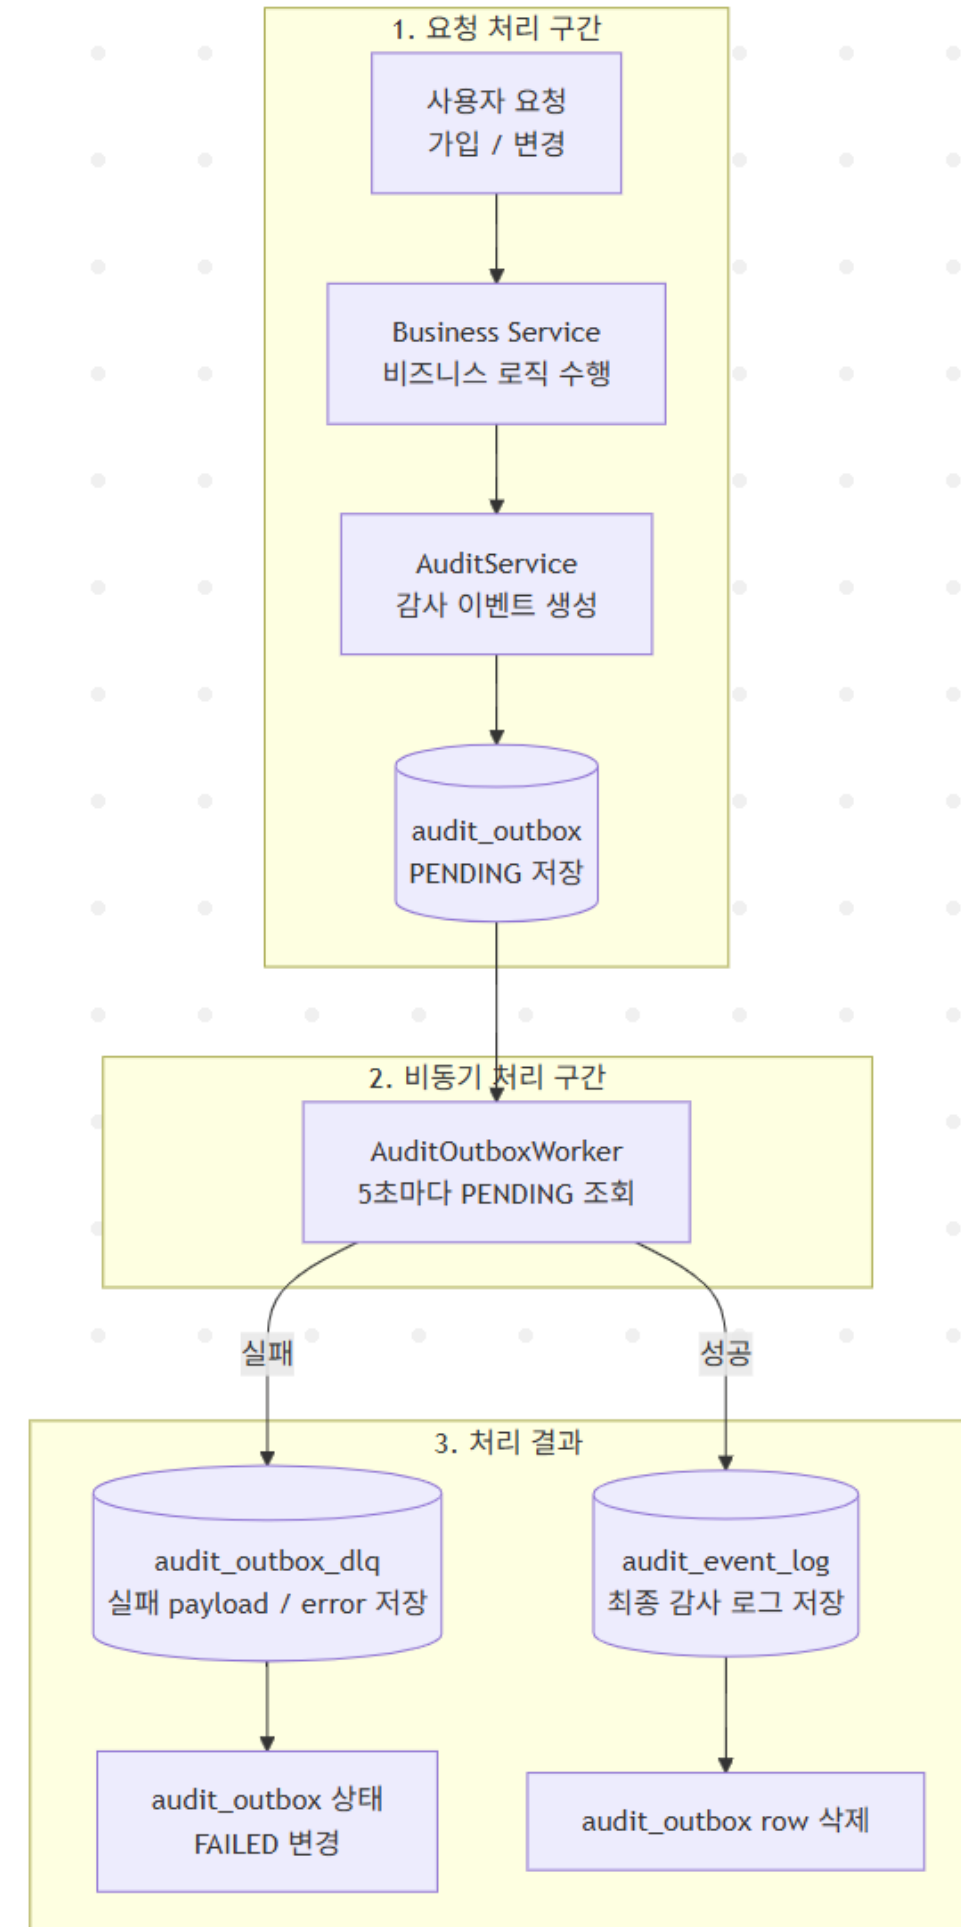 1. 요청 처리 구간
사용자 요청
가입 / 변경
Business Service
비즈니스 로직 수행
AuditService
감사 이벤트 생성
audit_outbox
PENDING 저장
2. 비동기 처리 구간
AuditOutboxWorker
5초마다 PENDING 조회
실패
성공
3. 처리 결과
audit_outbox_dlq
실패 payload / error 저장
audit_event_log
최종 감사 로그 저장
audit_outbox 상태
FAILED 변경
audit_outbox row 삭제